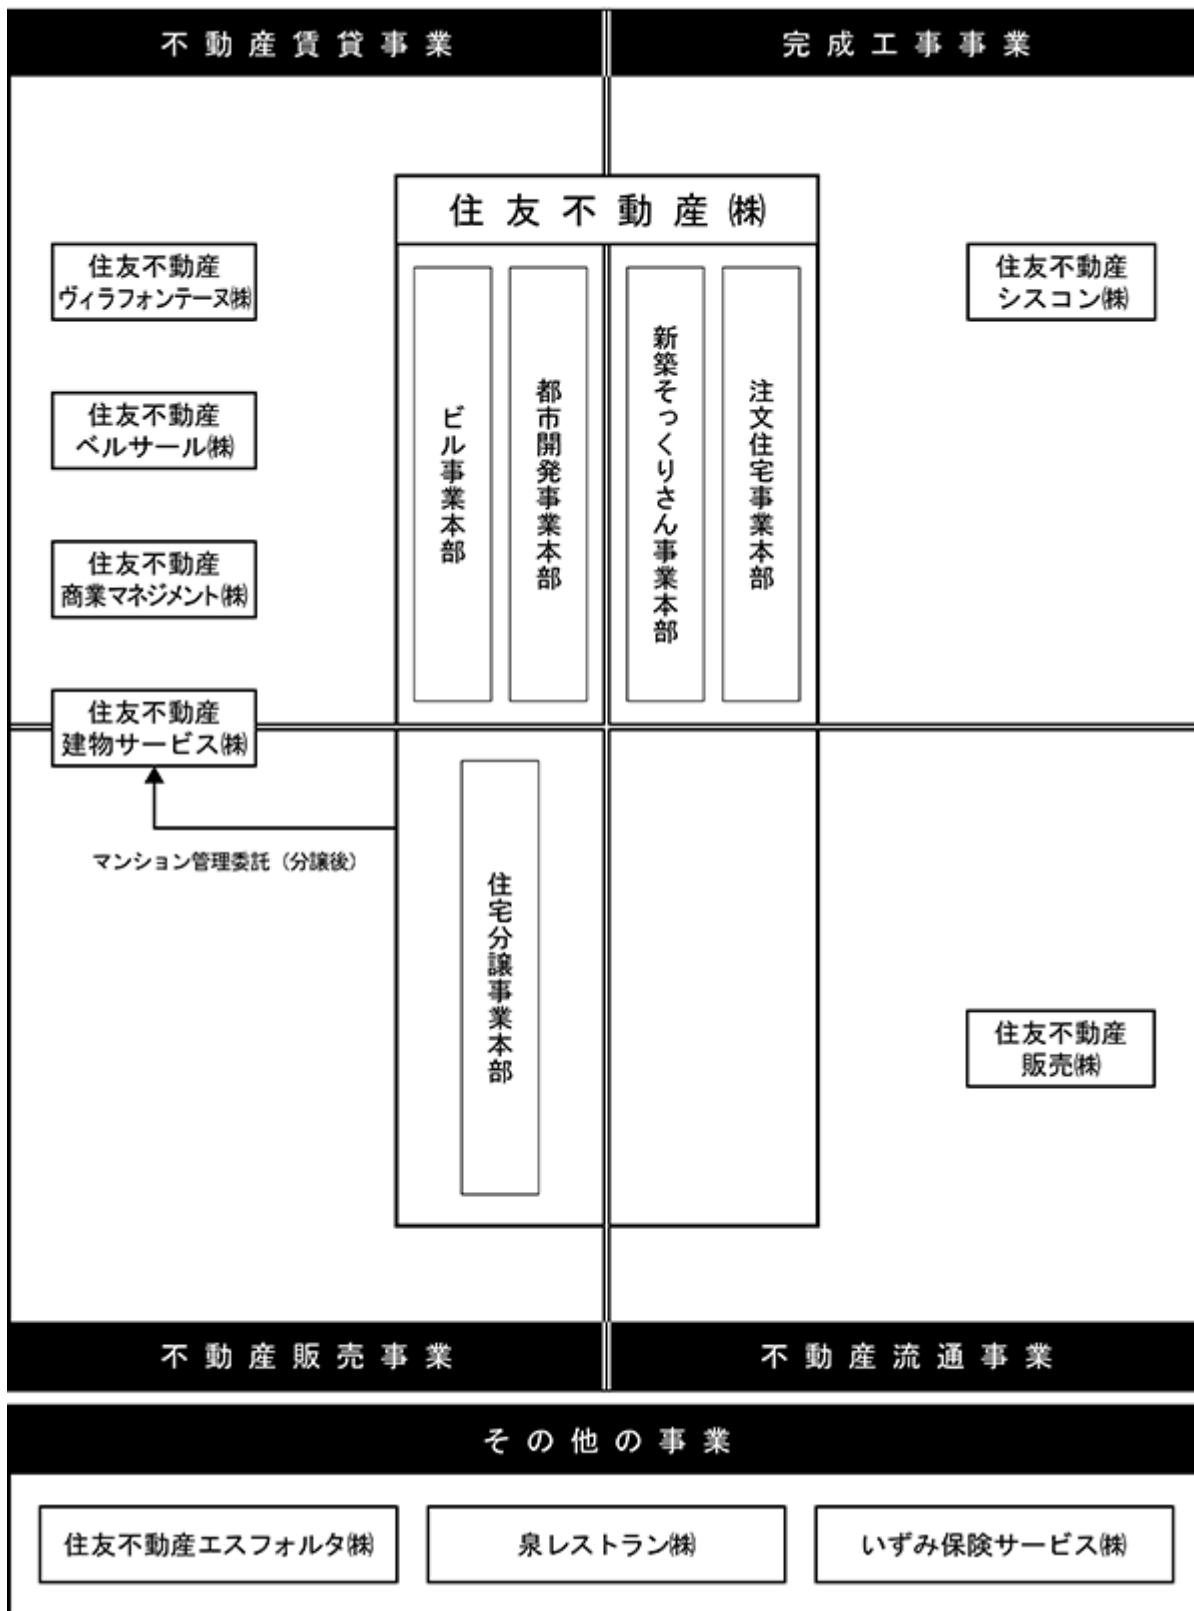 不動産賃貸事業
完成工事事業
住友不動産㈱
住友不動産
ヴィラフォンテーヌ㈱
住友不動産
ベルサール㈱
住友不動産
商業マネジメント㈱
住友不動産
建物サービス㈱
マンション管理委託（分譲後）
ビル事業本部
都市開発事業本部
新築そっくりさん事業本部
注文住宅事業本部
住友不動産
シスコン㈱
住宅分譲事業本部
住友不動産
販売㈱
不動産販売事業
不動産流通事業
その他の事業
住友不動産エスフォルタ㈱
泉レストラン㈱
いずみ保険サービス㈱